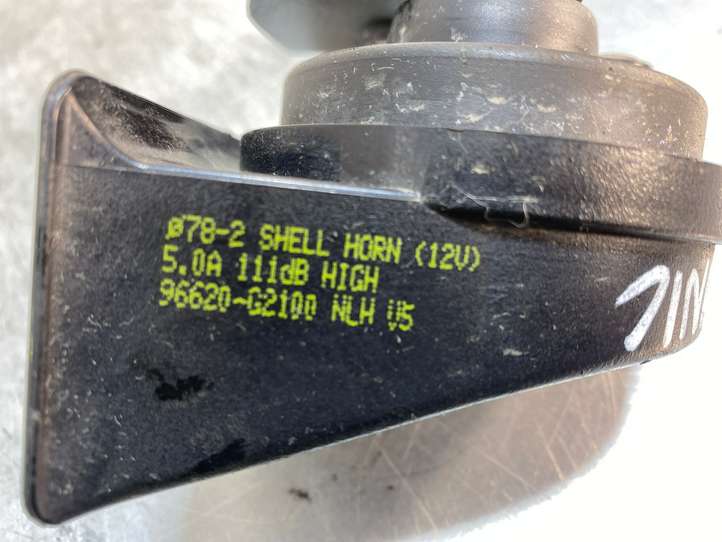 ø78-2 SHELL HORN (12V)
5.0A 111dB HIGH
96620-G2100 NLH V5